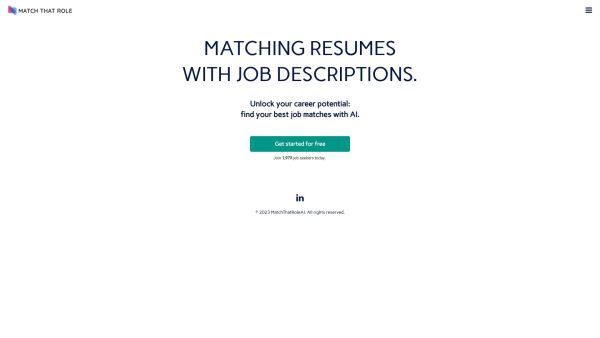 MATCH THAT ROLE
MATCHING RESUMES
WITH JOB DESCRIPTIONS.
Unlock your career potential:
find your best job matches with AI.
Get started for free
Join 1,979 job seekers today.
in
© 2023 MatchThatRoleAI. All rights reserved.